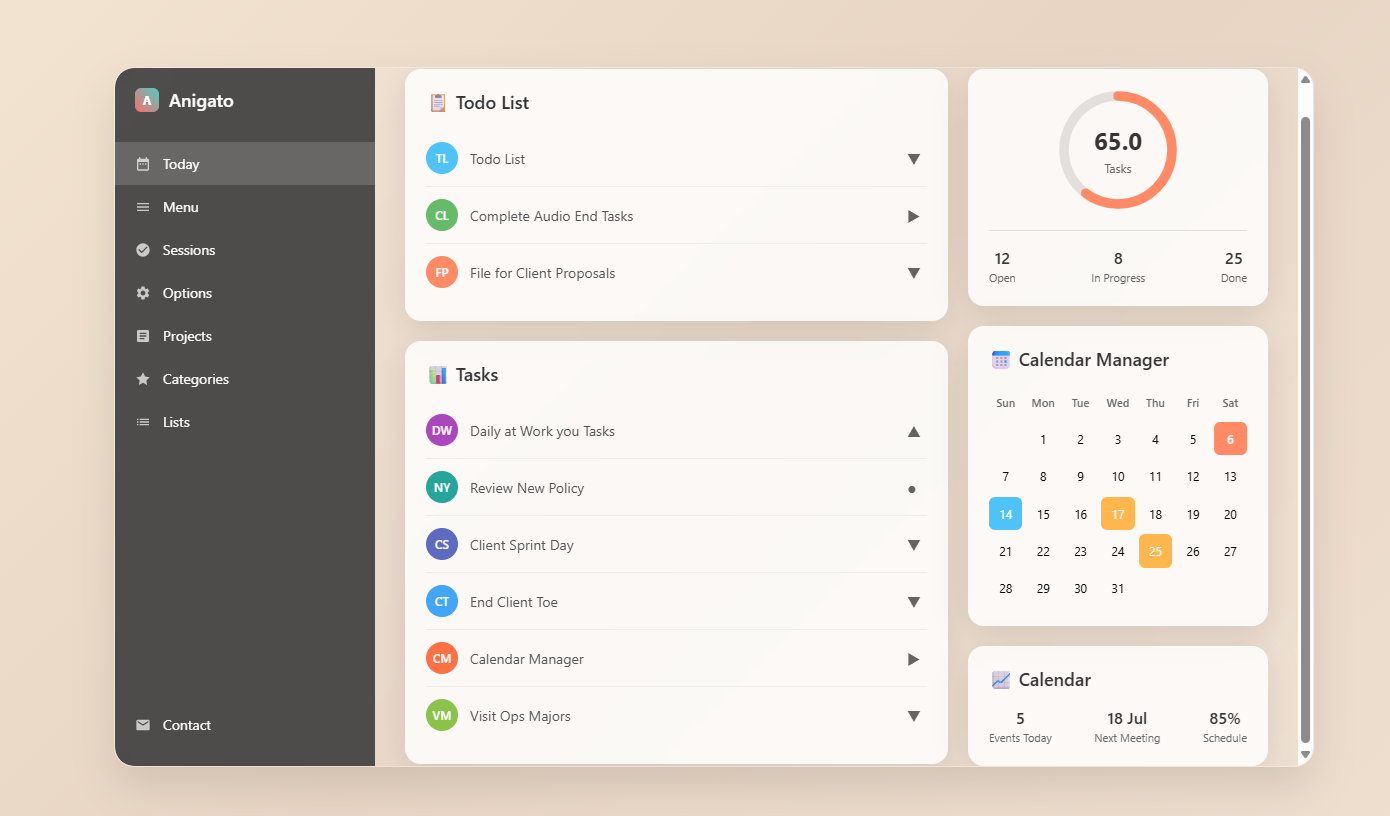 A Anigato
Today
Menu
Sessions
Options
Projects
Categories
Lists
Contact
Todo List
TL Todo List
CL Complete Audio End Tasks
FP File for Client Proposals
Tasks
DW Daily at Work you Tasks
NY Review New Policy
CS Client Sprint Day
CT End Client Toe
CM Calendar Manager
VM Visit Ops Majors
65.0
Tasks
12 8 25
Open In Progress Done
Calendar Manager
Sun Mon Tue Wed Thu Fri Sat
1 2 3 4 5 6
7 8 9 10 11 12 13
14 15 16 17 18 19 20
21 22 23 24 25 26 27
28 29 30 31
Calendar
5 18 Jul 85%
Events Today Next Meeting Schedule